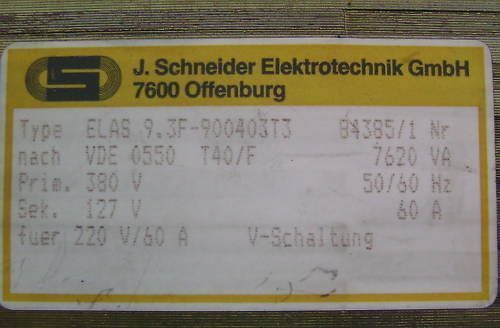 J. Schneider Elektrotechnik GmbH
7600 Offenburg
Type ELAS 9.3F-900403T3 84385/1 Nr
nach VDE 0550 T40/F 7620 VA
Prim. 380 V 50/60 Hz
Sek. 127 V 60 A
fuer 220 V/60 A V-Schaltung